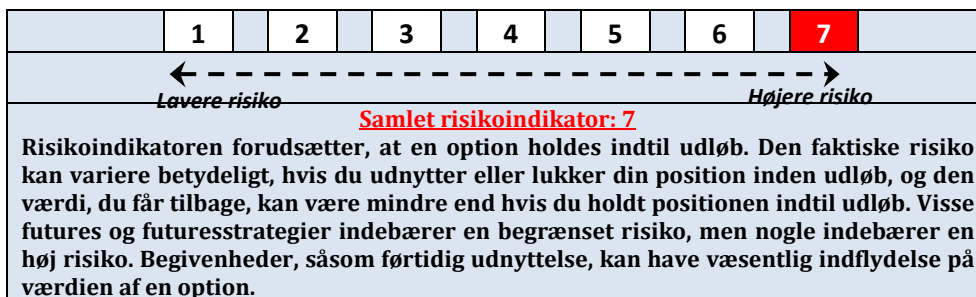 1 2 3 4 5 6 7
Lavere risiko Højere risiko
Samlet risikoindikator: 7
Risikoindikatoren forudsætter, at en option holdes indtil udløb. Den faktiske risiko
kan variere betydeligt, hvis du udnytter eller lukker din position inden udløb, og den
værdi, du får tilbage, kan være mindre end hvis du holdt positionen indtil udløb. Visse
futures og futuresstrategier indebærer en begrænset risiko, men nogle indebærer en
høj risiko. Begivenheder, såsom førtidig udnyttelse, kan have væsentlig indflydelse på
værdien af en option.